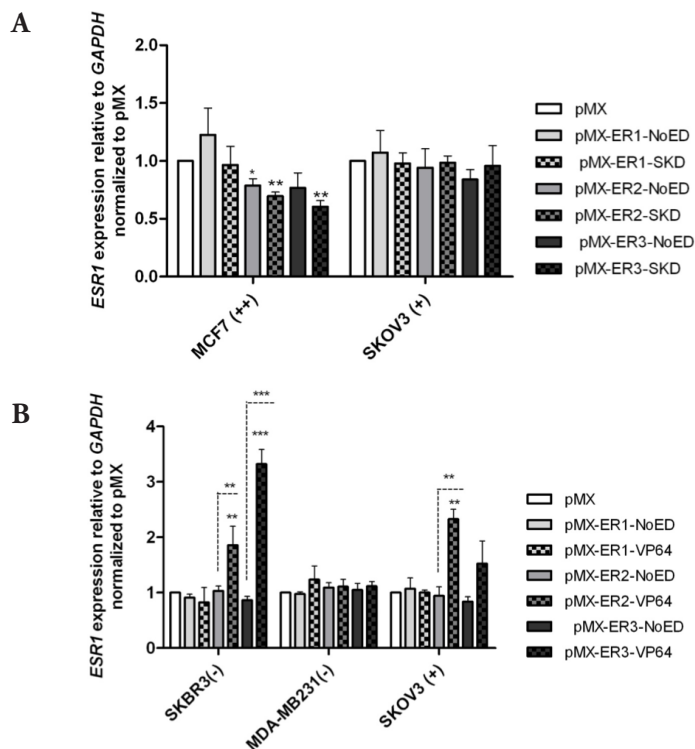 A
ESR1 expression relative to GAPDH
normalized to pMX
2.0
1.5
1.0
0.5
0.0
*
**
**
MCF7 (++)
SKOV3 (+)
pMX
pMX-ER1-NoED
pMX-ER1-SKD
pMX-ER2-NoED
pMX-ER2-SKD
pMX-ER3-NoED
pMX-ER3-SKD
B
ESR1 expression relative to GAPDH
normalized to pMX
4
3
2
1
0
**
**
***
***
**
**
SKBR3(-)
MDA-MB231(-)
SKOV3 (+)
pMX
pMX-ER1-NoED
pMX-ER1-VP64
pMX-ER2-NoED
pMX-ER2-VP64
pMX-ER3-NoED
pMX-ER3-VP64